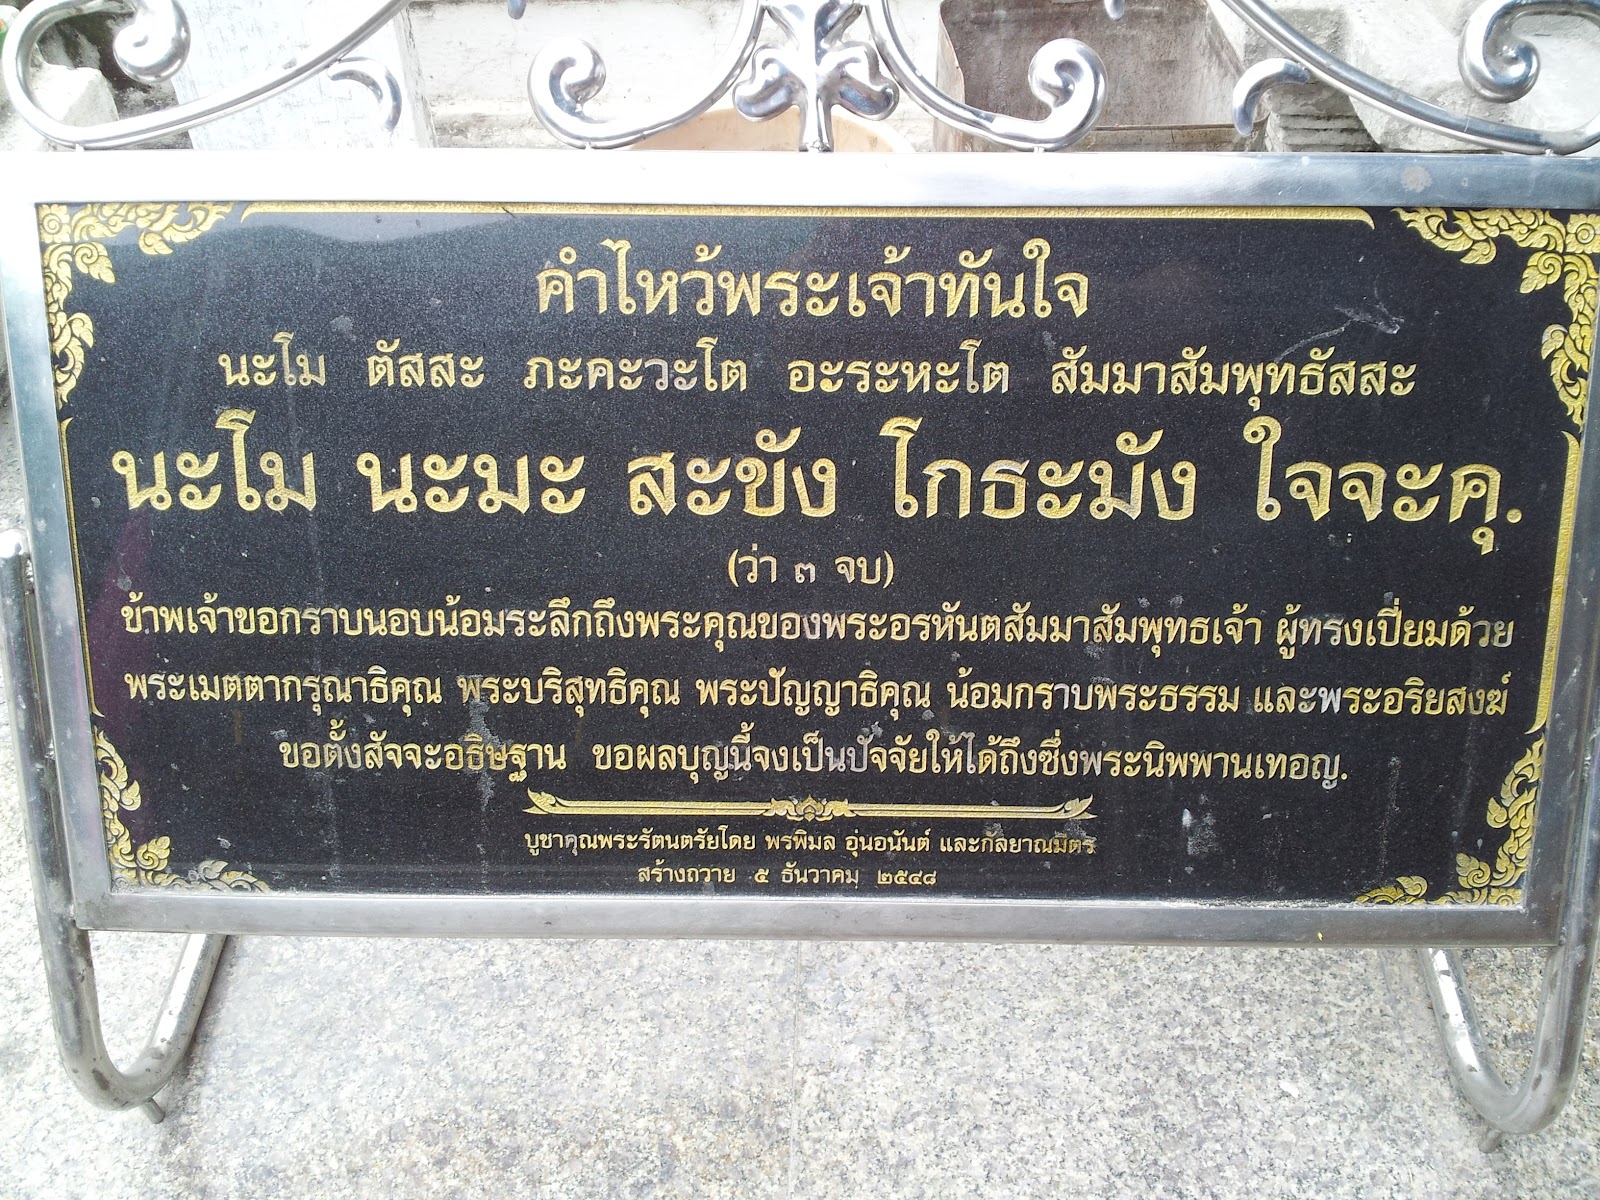 คำไหว้พระเจ้าทันใจ
นะโม ตัสสะ ภะคะวะโต อะระหะโต สัมมาสัมพุทธัสสะ
นะโม นะมะ สะขัง โกธะมัง ใจจะคุ.
(ว่า ๓ จบ)
ข้าพเจ้าขอกราบนอบน้อมระลึกถึงพระคุณของพระอรหันตสัมมาสัมพุทธเจ้า ผู้ทรงเปี่ยมด้วย
พระเมตตากรุณาธิคุณ พระบริสุทธิคุณ พระปัญญาธิคุณ น้อมกราบพระธรรม และพระอริยสงฆ์
ขอตั้งสัจจะอธิษฐาน ขอผลบุญนี้จงเป็นปัจจัยให้ได้ถึงซึ่งพระนิพพานเทอญ.
บูชาคุณพระรัตนตรัยโดย พรพิมล อุ่นอนันต์ และกัลยาณมิตร
สร้างถวาย ๕ ธันวาคม ๒๕๔๘